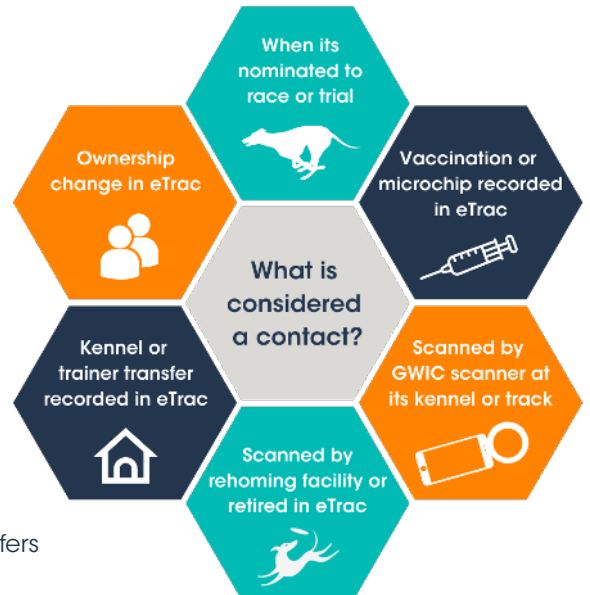 When its
nominated to
race or trial
Ownership
change in eTrac
Vaccination or
microchip recorded
in eTrac
What is
considered
a contact?
Kennel or
trainer transfer
recorded in eTrac
Scanned by
GWIC scanner at
its kennel or track
Scanned by
rehoming facility or
retired in eTrac
fers